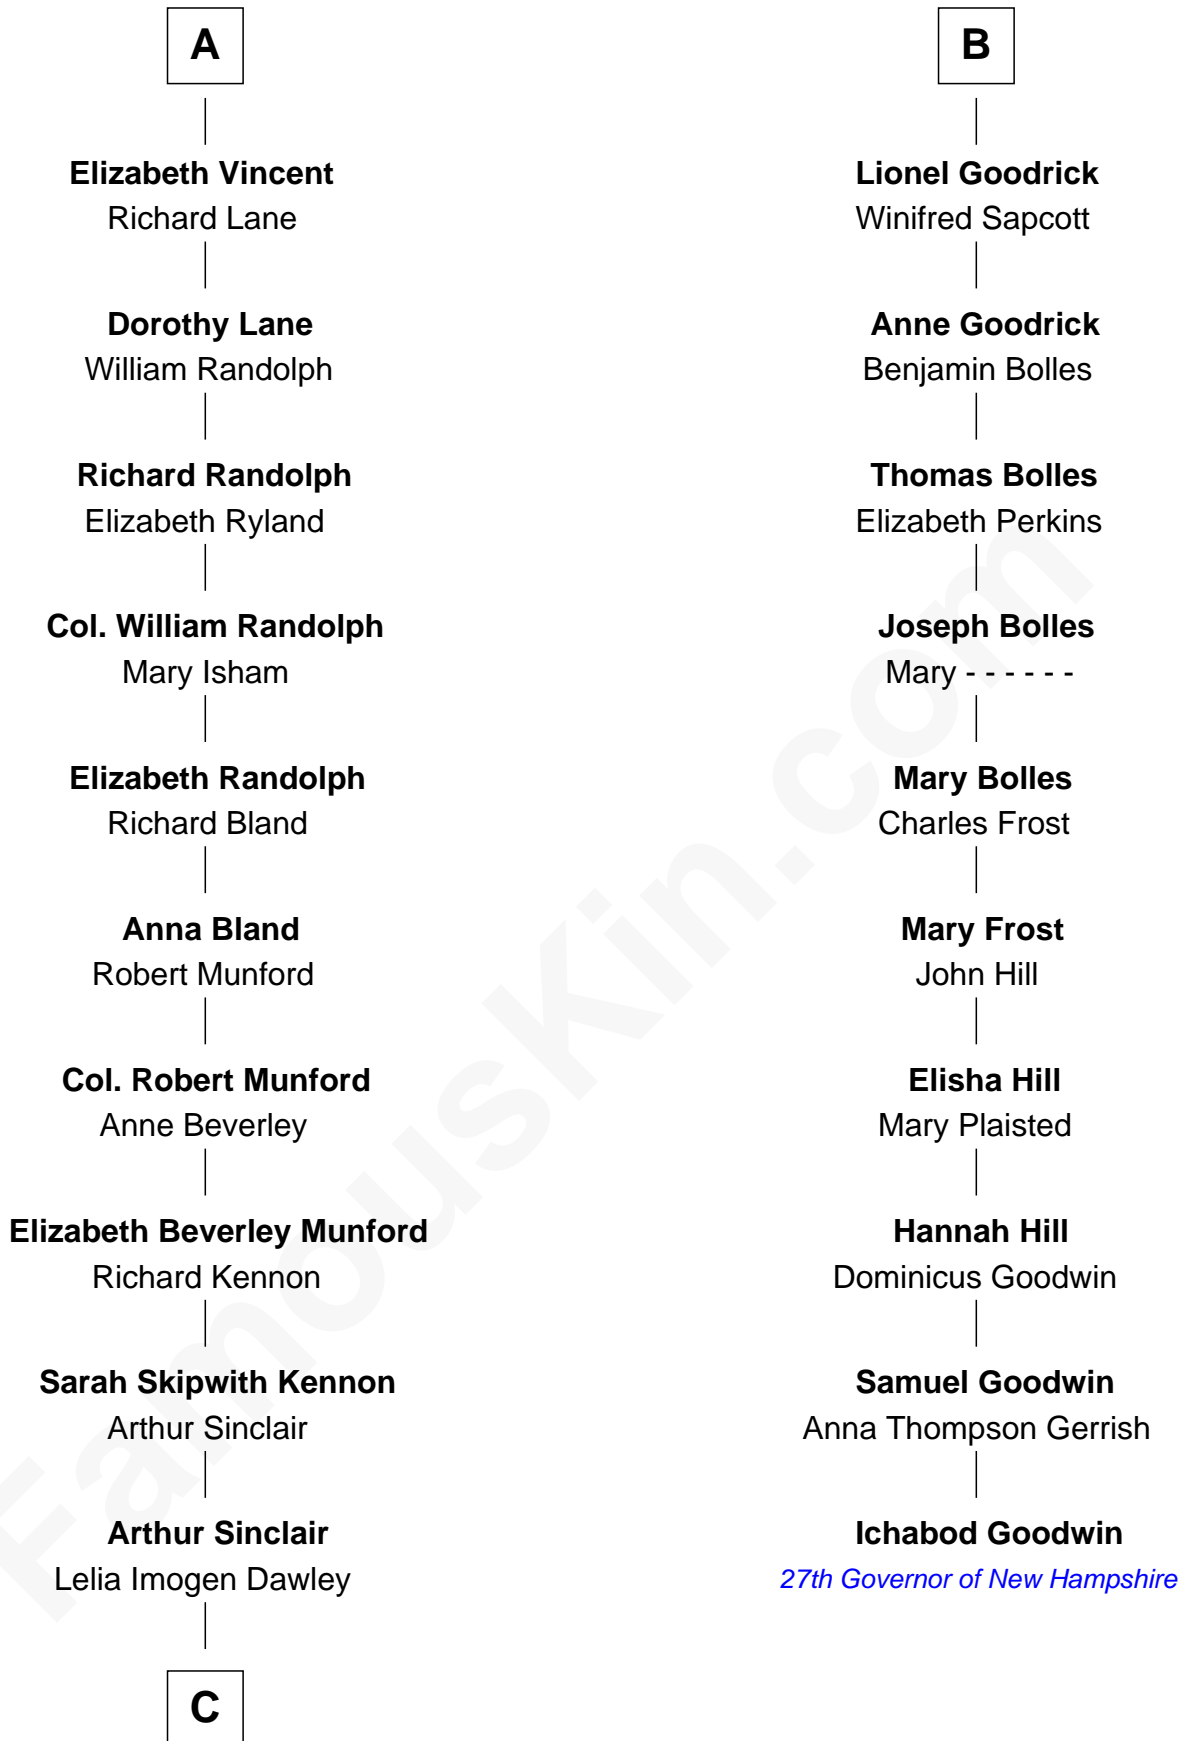 A
Elizabeth Vincent
Richard Lane
Dorothy Lane
William Randolph
Richard Randolph
Elizabeth Ryland
Col. William Randolph
Mary Isham
Elizabeth Randolph
Richard Bland
Anna Bland
Robert Munford
Col. Robert Munford
Anne Beverley
Elizabeth Beverley Munford
Richard Kennon
Sarah Skipwith Kennon
Arthur Sinclair
Arthur Sinclair
Lelia Imogen Dawley
C
B
Lionel Goodrick
Winifred Sapcott
Anne Goodrick
Benjamin Bolles
Thomas Bolles
Elizabeth Perkins
Joseph Bolles
Mary - - - - - -
Mary Bolles
Charles Frost
Mary Frost
John Hill
Elisha Hill
Mary Plaisted
Hannah Hill
Dominicus Goodwin
Samuel Goodwin
Anna Thompson Gerrish
Ichabod Goodwin
27th Governor of New Hampshire
FamousKin.com